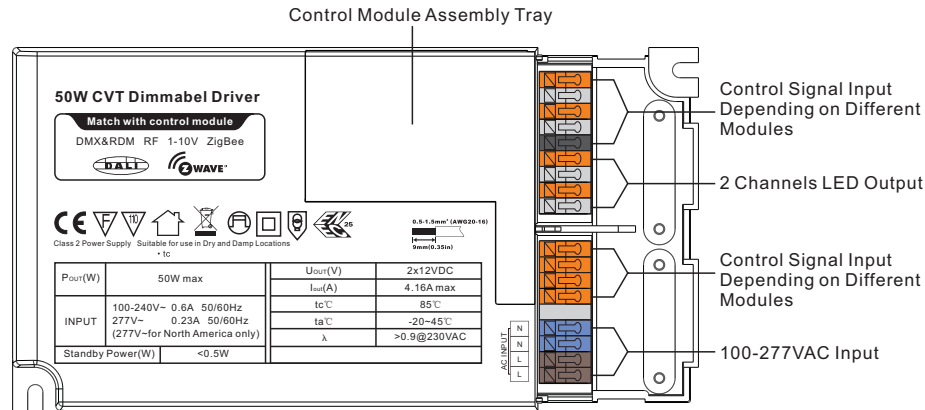 Control Module Assembly Tray
50W CVT Dimmabel Driver
Match with control module
DMX&RDM RF 1-10V ZigBee
DALI Z WAVE™
CE F 110 EAC 25
Class 2 Power Supply Suitable for use in Dry and Damp Locations
• tc
0.5-1.5mm² (AWG20-16)
9mm(0.35in)
POUT(W) 50W max
INPUT 100-240V~ 0.6A 50/60Hz
277V~ 0.23A 50/60Hz
(277V~for North America only)
Standby Power(W) <0.5W
UOUT(V) 2x12VDC
Iout(A) 4.16A max
tc℃ 85℃
ta℃ -20~45℃
λ >0.9@230VAC
AC INPUT
N
N
L
L
Control Signal Input
Depending on Different
Modules
2 Channels LED Output
Control Signal Input
Depending on Different
Modules
100-277VAC Input